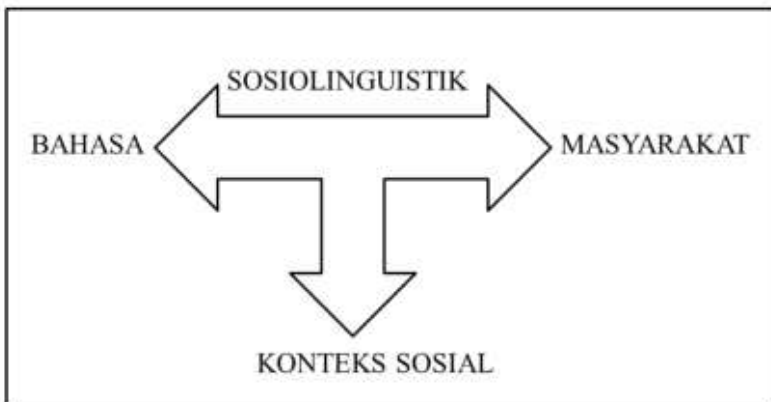 SOSIOLINGUISTIK
BAHASA
MASYARAKAT
KONTEKS SOSIAL